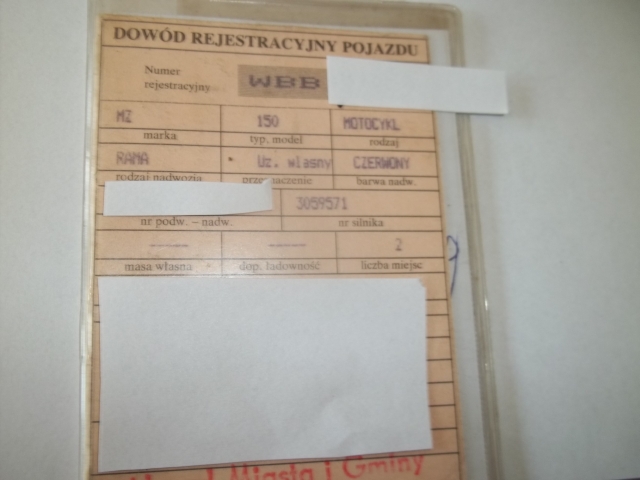 DOWÓD REJESTRACYJNY POJAZDU
Numer
rejestracyjny
WBB
MZ 150 MOTOCYKL
marka typ, model rodzaj
RAMA Uż. własny CZERWONY
rodzaj nadwozia przeznaczenie barwa nadw.
3059571
nr podw. – nadw. nr silnika
------ ------ 2
masa własna dop. ładowność liczba miejsc
Miasta i Gminy